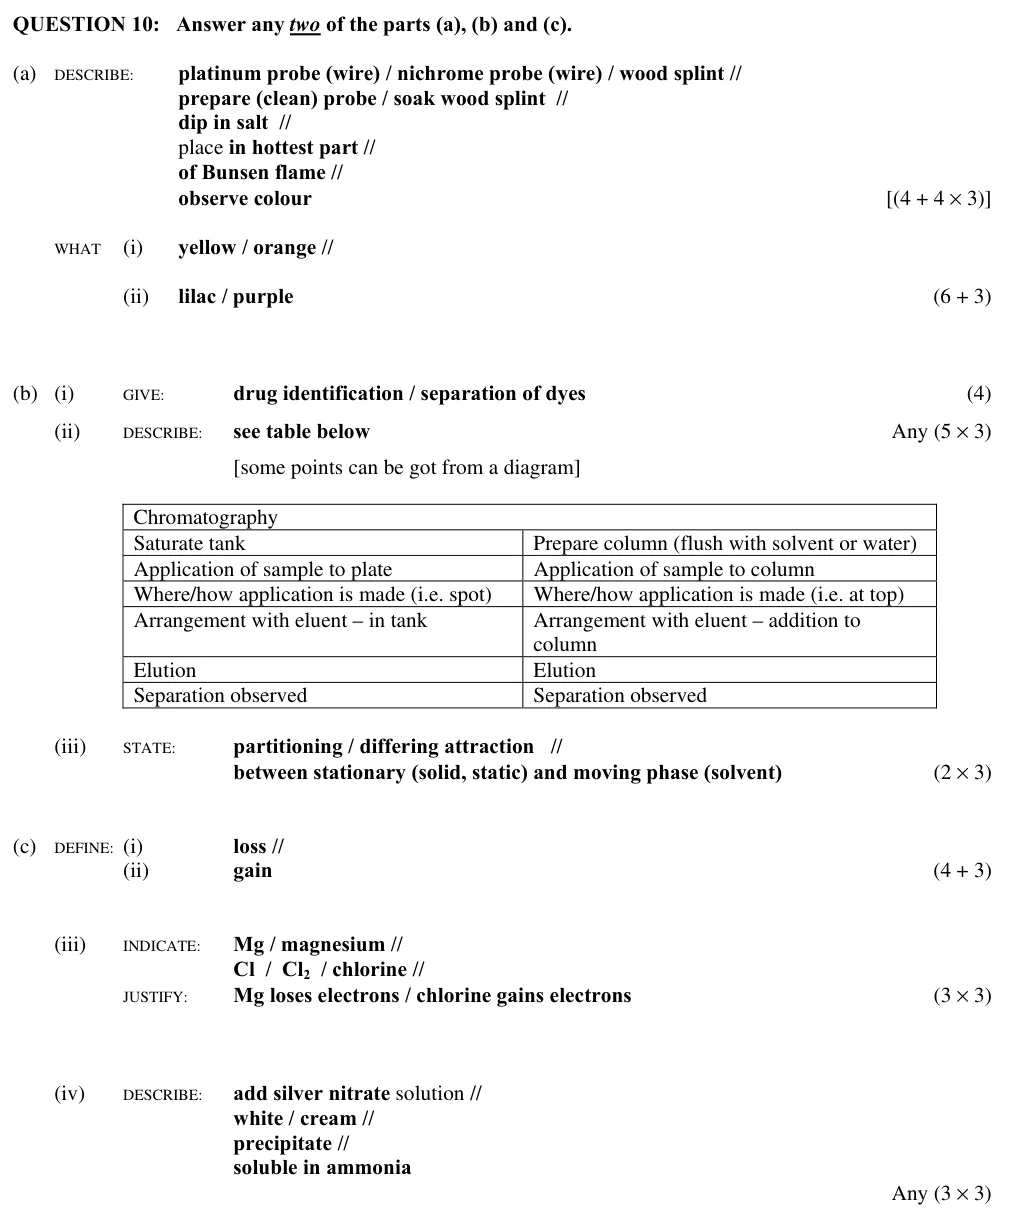 QUESTION 10: Answer any two of the parts (a), (b) and (c).
(a) DESCRIBE: platinum probe (wire) / nichrome probe (wire) / wood splint //
prepare (clean) probe / soak wood splint //
dip in salt //
place in hottest part //
of Bunsen flame //
observe colour [(4 + 4 × 3)]
WHAT (i) yellow / orange //
(ii) lilac / purple (6 + 3)
(b) (i) GIVE: drug identification / separation of dyes (4)
(ii) DESCRIBE: see table below Any (5 × 3)
[some points can be got from a diagram]
Chromatography
Saturate tank Prepare column (flush with solvent or water)
Application of sample to plate Application of sample to column
Where/how application is made (i.e. spot) Where/how application is made (i.e. at top)
Arrangement with eluent – in tank Arrangement with eluent – addition to
column
Elution Elution
Separation observed Separation observed
(iii) STATE: partitioning / differing attraction //
between stationary (solid, static) and moving phase (solvent) (2 × 3)
(c) DEFINE: (i) loss //
(ii) gain (4 + 3)
(iii) INDICATE: Mg / magnesium //
Cl / Cl₂ / chlorine //
JUSTIFY: Mg loses electrons / chlorine gains electrons (3 × 3)
(iv) DESCRIBE: add silver nitrate solution //
white / cream //
precipitate //
soluble in ammonia
Any (3 × 3)